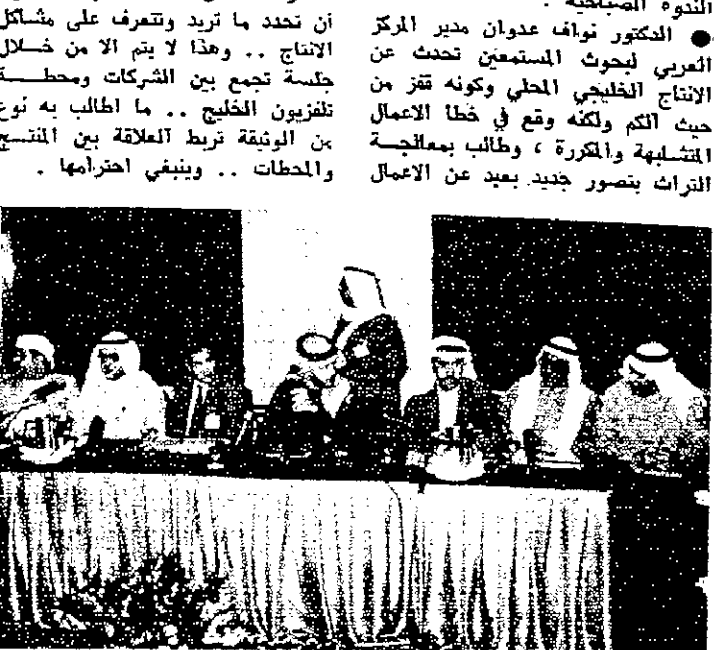 الندوة الصباحية .
● الدكتور نواف عدوان مدير المركز
العربي لبحوث المستمعين تحدث عن
الانتاج الخليجي المحلي وكونه قفز من
حيث الكم ولكنه وقع في خطأ الاعمال
المتشابهة والمكررة ، وطالب بمعالجة
التراث بتصور جديد بعيد عن الاعمال
أن تحدد ما تريد وتتعرف على مشاكل
الانتاج .. وهذا لا يتم الا من خلال
جلسة تجمع بين الشركات ومحطة
تلفزيون الخليج .. ما اطالب به نوع
من الوثيقة تربط العلاقة بين المنتج
والمحطات .. وينبغي احترامها .